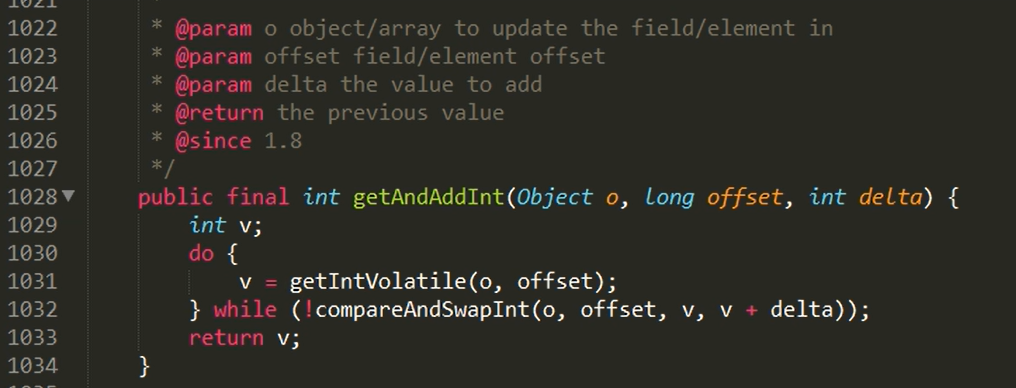 1022 * @param o object/array to update the field/element in
1023 * @param offset field/element offset
1024 * @param delta the value to add
1025 * @return the previous value
1026 * @since 1.8
1027 */
1028 public final int getAndAddInt(Object o, long offset, int delta) {
1029 int v;
1030 do {
1031 v = getIntVolatile(o, offset);
1032 } while (!compareAndSwapInt(o, offset, v, v + delta));
1033 return v;
1034 }